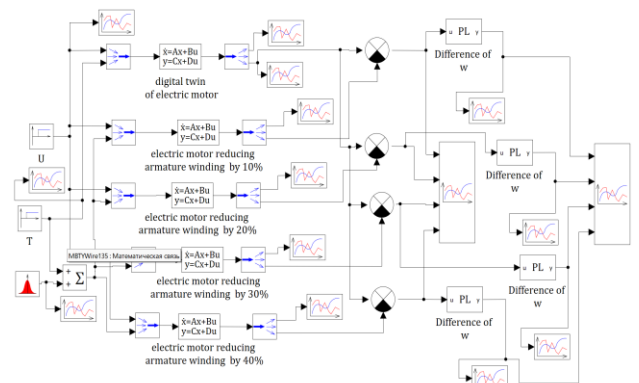 u PL y
Difference of
w
ẋ=Ax+Bu
y=Cx+Du
digital twin
of electric motor
U
ẋ=Ax+Bu
y=Cx+Du
electric motor reducing
armature winding by 10%
u PL y
Difference of
w
ẋ=Ax+Bu
y=Cx+Du
electric motor reducing
armature winding by 20%
T
MBTYWire135 : Математическая связь
+
+
Σ
ẋ=Ax+Bu
y=Cx+Du
electric motor reducing
armature winding by 30%
u PL y
Difference of
w
ẋ=Ax+Bu
y=Cx+Du
electric motor reducing
armature winding by 40%
u PL y
Difference of
w